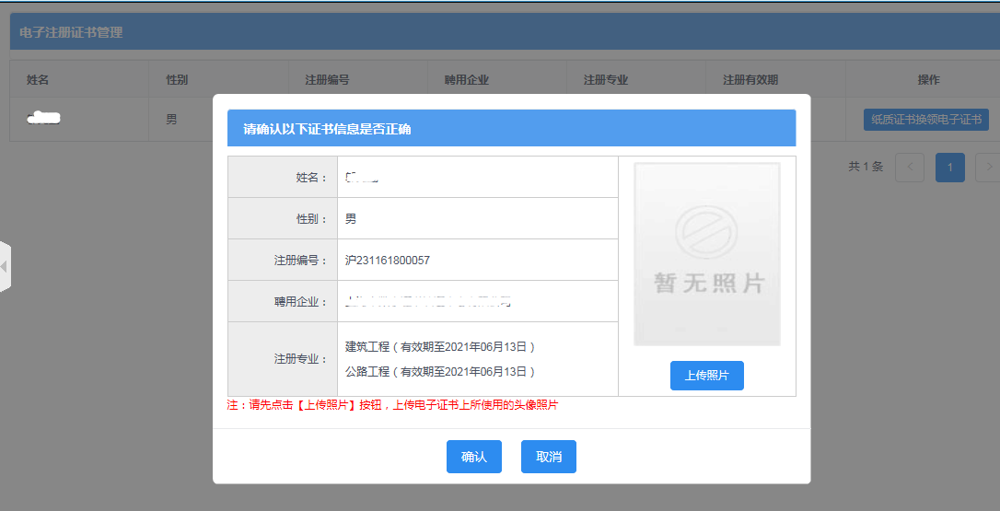 电子注册证书管理
姓名 性别 注册编号 聘用企业 注册专业 注册有效期 操作
男 纸质证书换领电子证书
共 1 条 1
请确认以下证书信息是否正确
姓名：
性别： 男
注册编号： 沪231161800057
聘用企业：
注册专业： 建筑工程（有效期至2021年06月13日）
公路工程（有效期至2021年06月13日）
暂无照片
上传照片
注：请先点击【上传照片】按钮，上传电子证书上所使用的头像照片
确认 取消